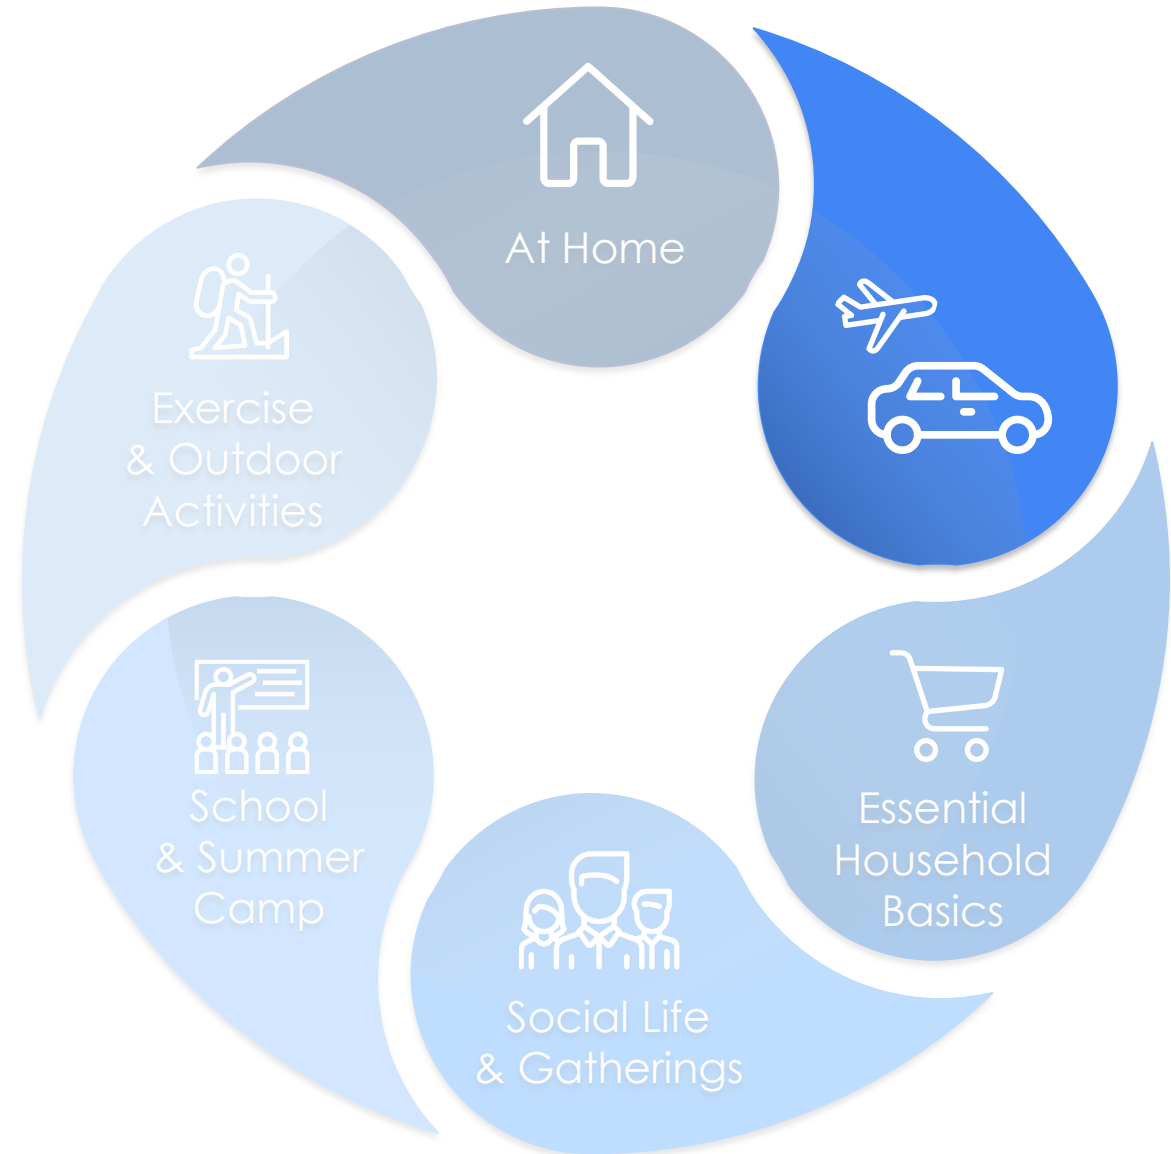 At Home
Essential
Household
Basics
Social Life
& Gatherings
School
& Summer
Camp
Exercise
& Outdoor
Activities